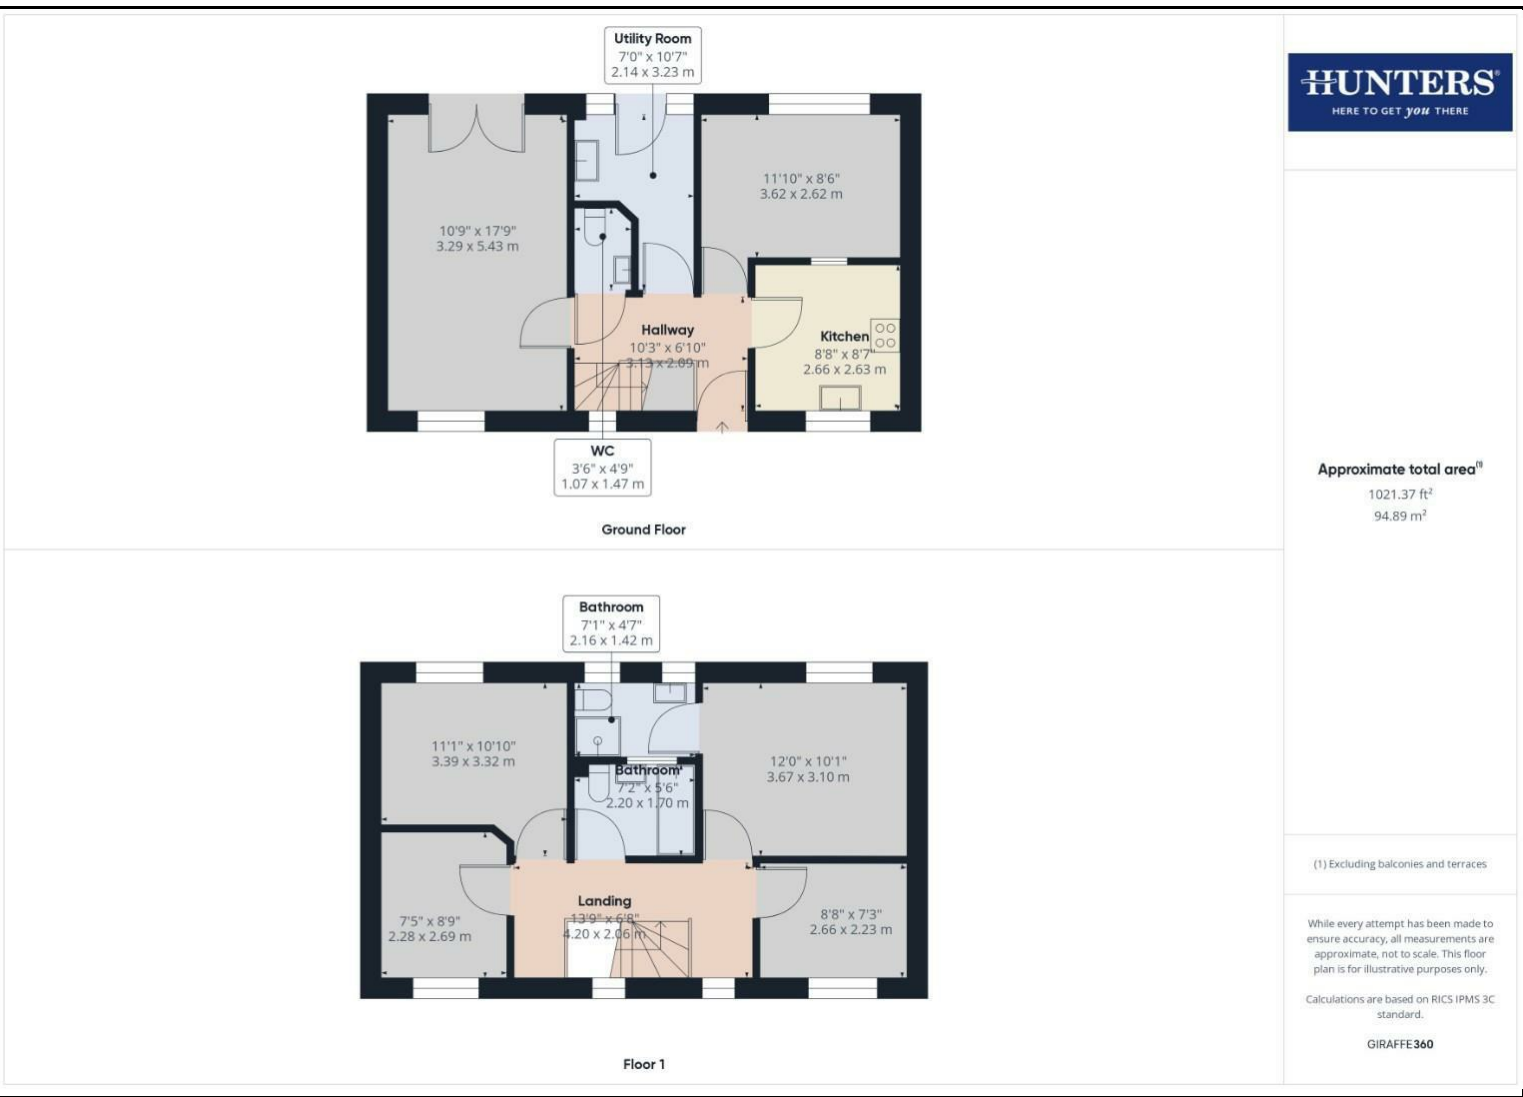 Utility Room
7'0" x 10'7"
2.14 x 3.23 m
11'10" x 8'6"
3.62 x 2.62 m
10'9" x 17'9"
3.29 x 5.43 m
Hallway
10'3" x 6'10"
3.13 x 2.09 m
Kitchen
8'8" x 8'7"
2.66 x 2.63 m
WC
3'6" x 4'9"
1.07 x 1.47 m
Ground Floor
Bathroom
7'1" x 4'7"
2.16 x 1.42 m
11'1" x 10'10"
3.39 x 3.32 m
Bathroom
7'2" x 5'6"
2.20 x 1.70 m
12'0" x 10'1"
3.67 x 3.10 m
Landing
13'9" x 6'8"
4.20 x 2.06 m
7'5" x 8'9"
2.28 x 2.69 m
8'8" x 7'3"
2.66 x 2.23 m
Floor 1
HUNTERS®
HERE TO GET you THERE
Approximate total area(1)
1021.37 ft²
94.89 m²
(1) Excluding balconies and terraces
While every attempt has been made to
ensure accuracy, all measurements are
approximate, not to scale. This floor
plan is for illustrative purposes only.
Calculations are based on RICS IPMS 3C
standard.
GIRAFFE360